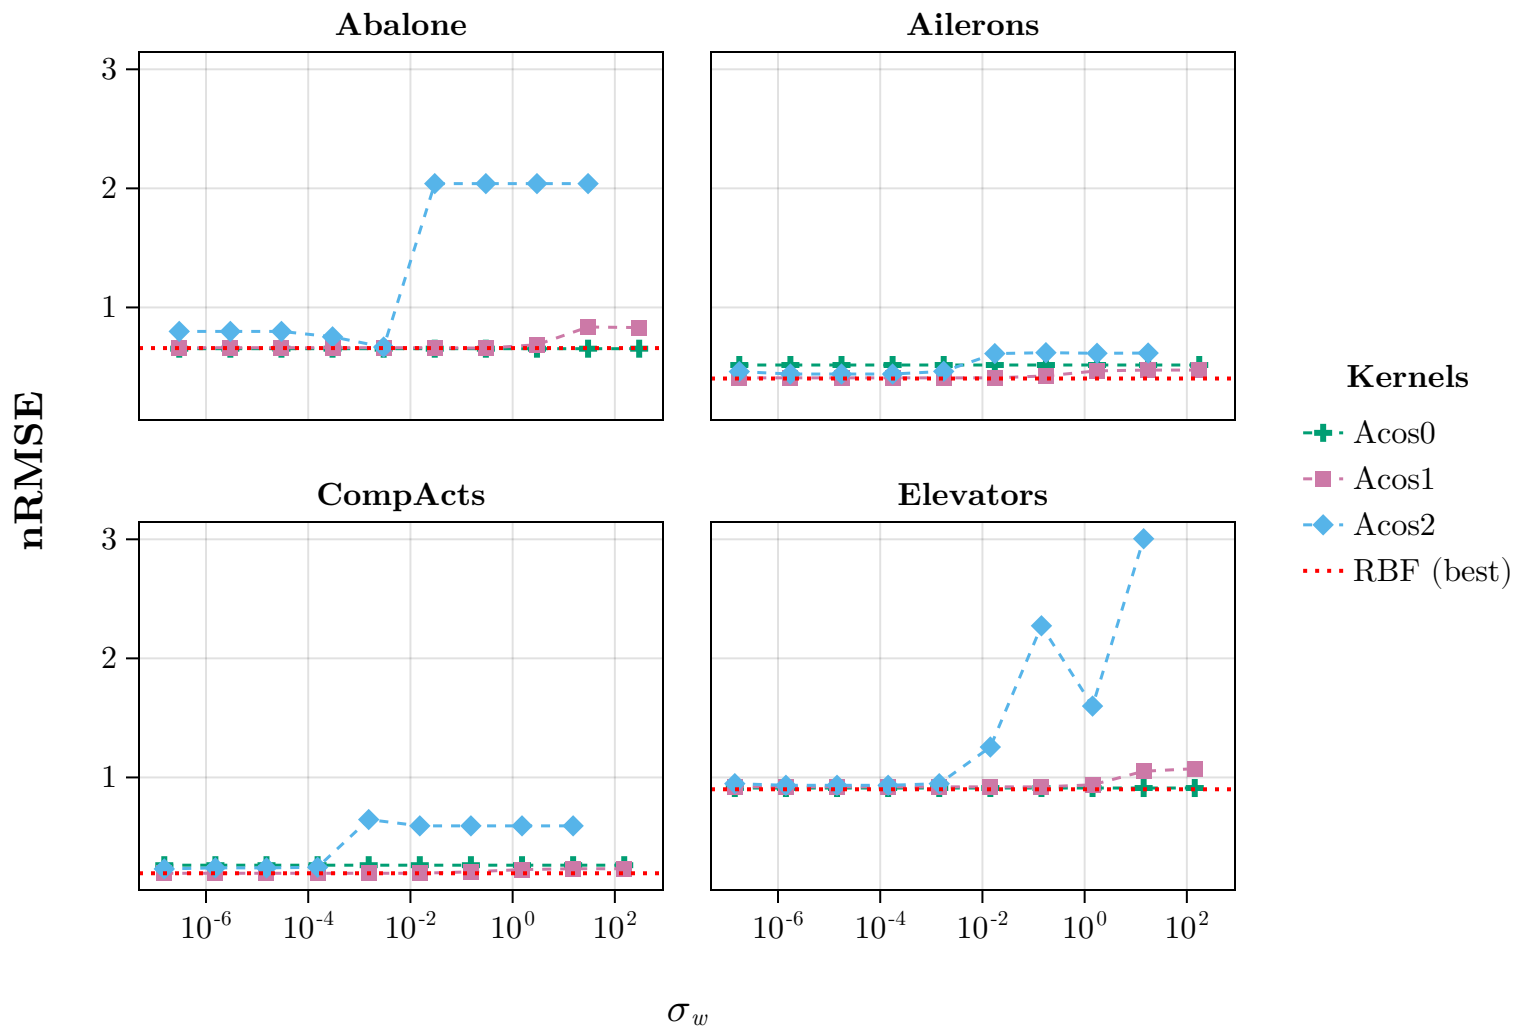 Abalone
Ailerons
3
2
1
CompActs
Elevators
3
2
1
10^-6 10^-4 10^-2 10^0 10^2
10^-6 10^-4 10^-2 10^0 10^2
nRMSE
σ_w
Kernels
Acos0
Acos1
Acos2
RBF (best)